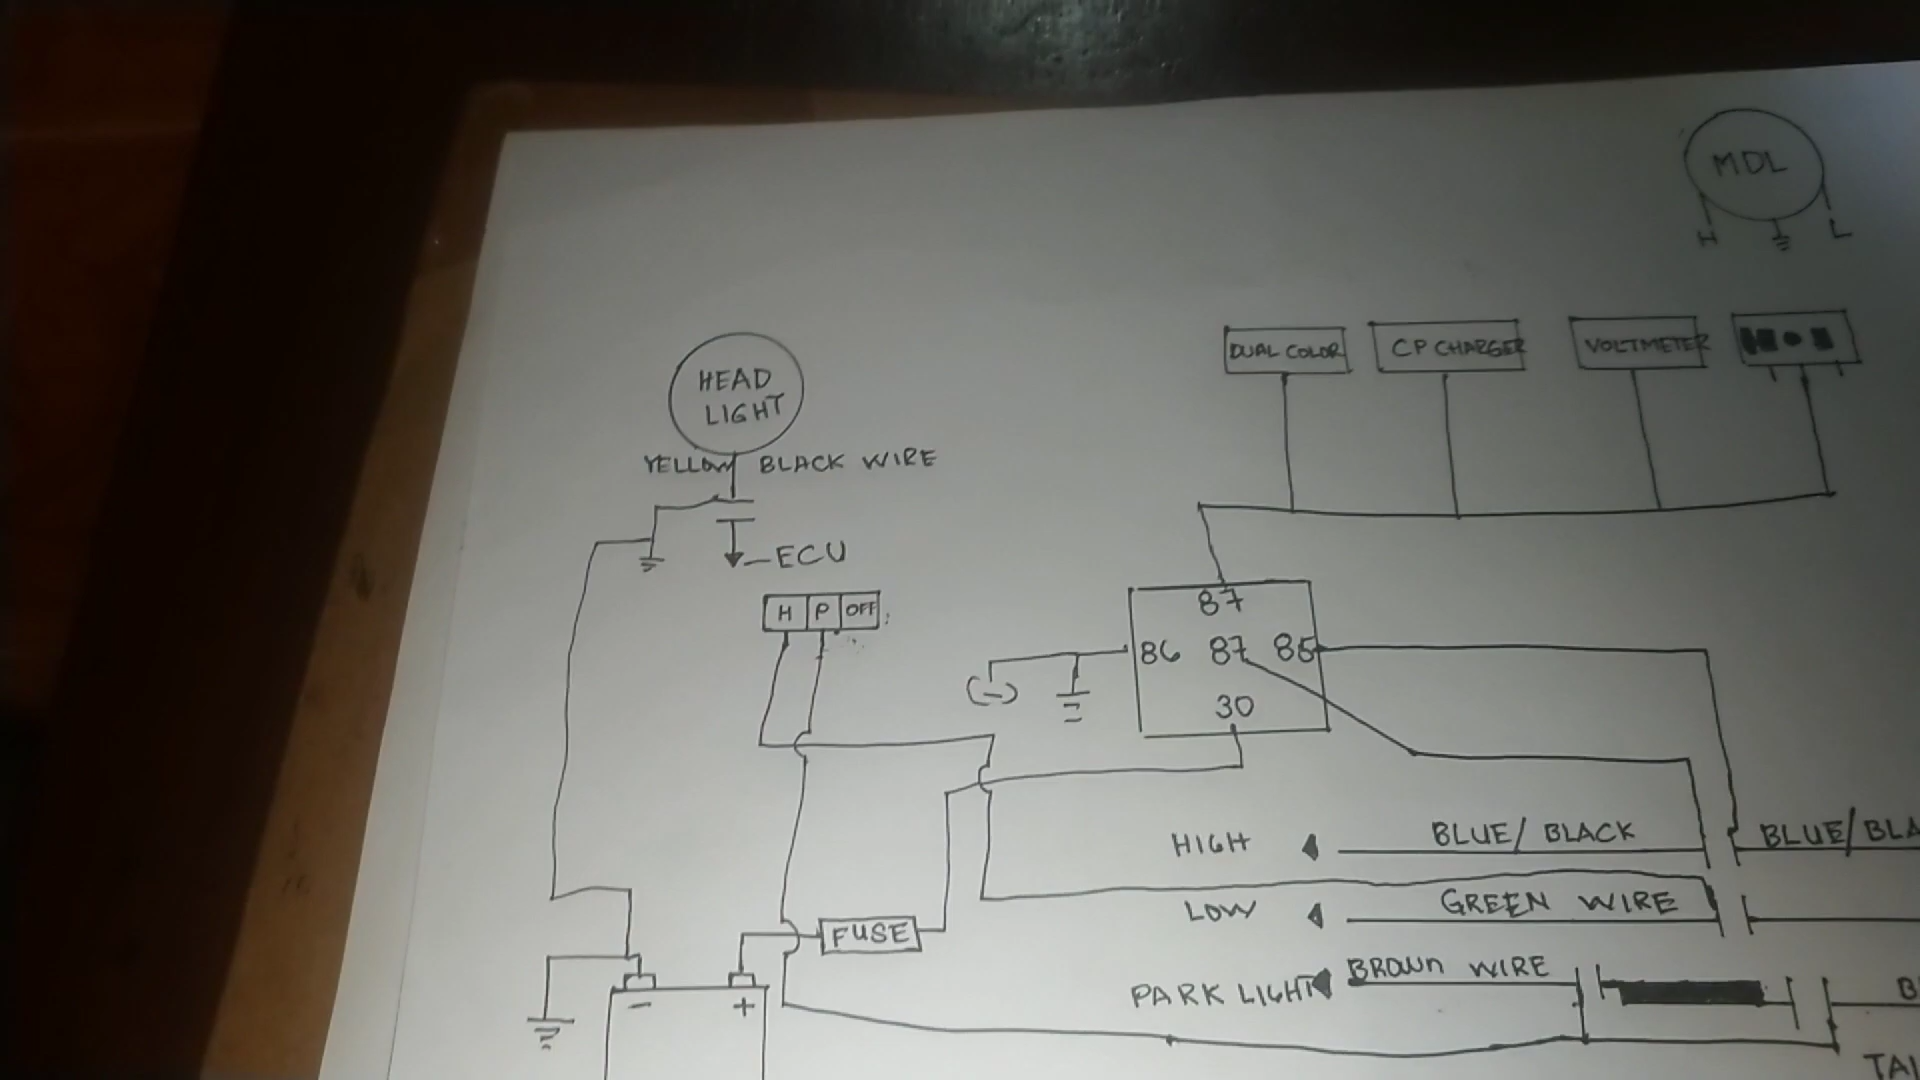 MDL
H L
DUAL COLOR
CP CHARGER
VOLTMETER
HEAD
LIGHT
YELLOW BLACK WIRE
ECU
H P OFF
87
86 87 85
30
(-)
HIGH BLUE/ BLACK BLUE/BLA
LOW GREEN WIRE
FUSE
PARK LIGHT BROWN WIRE
B
- +
TAI